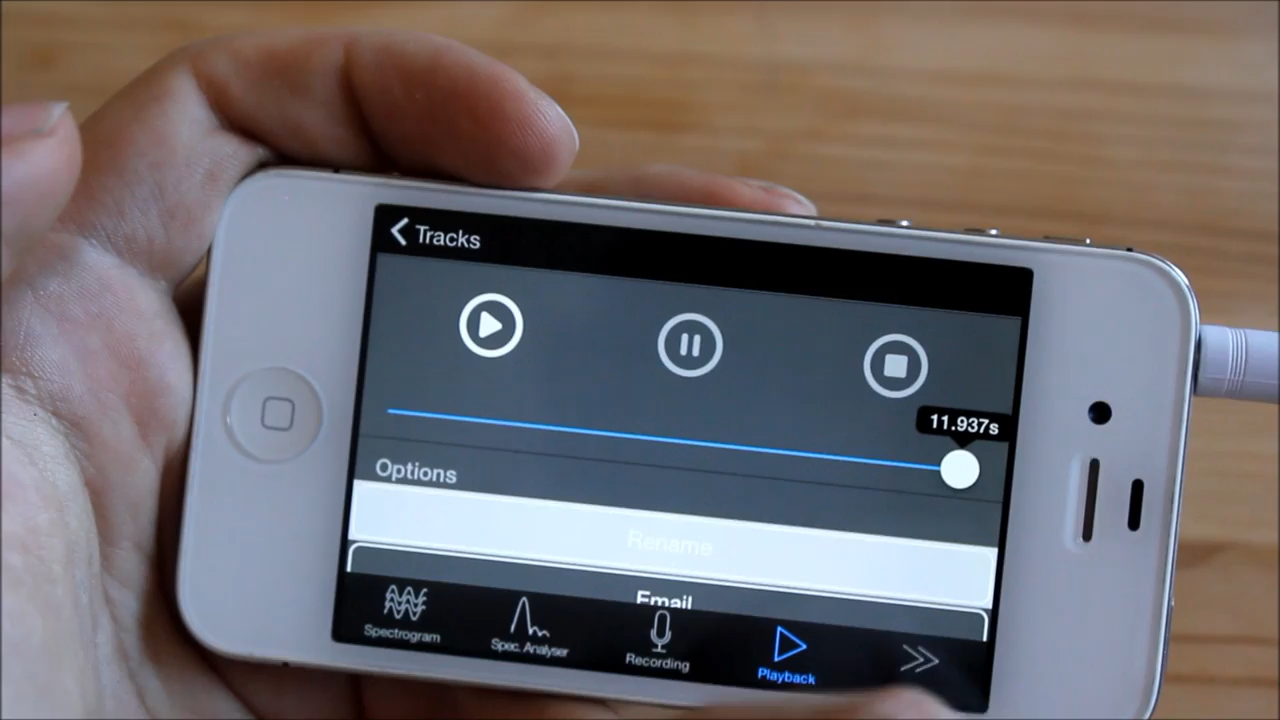 Tracks
11.937s
Options
Rename
Email
Spectrogram
Spec. Analyser
Recording
Playback